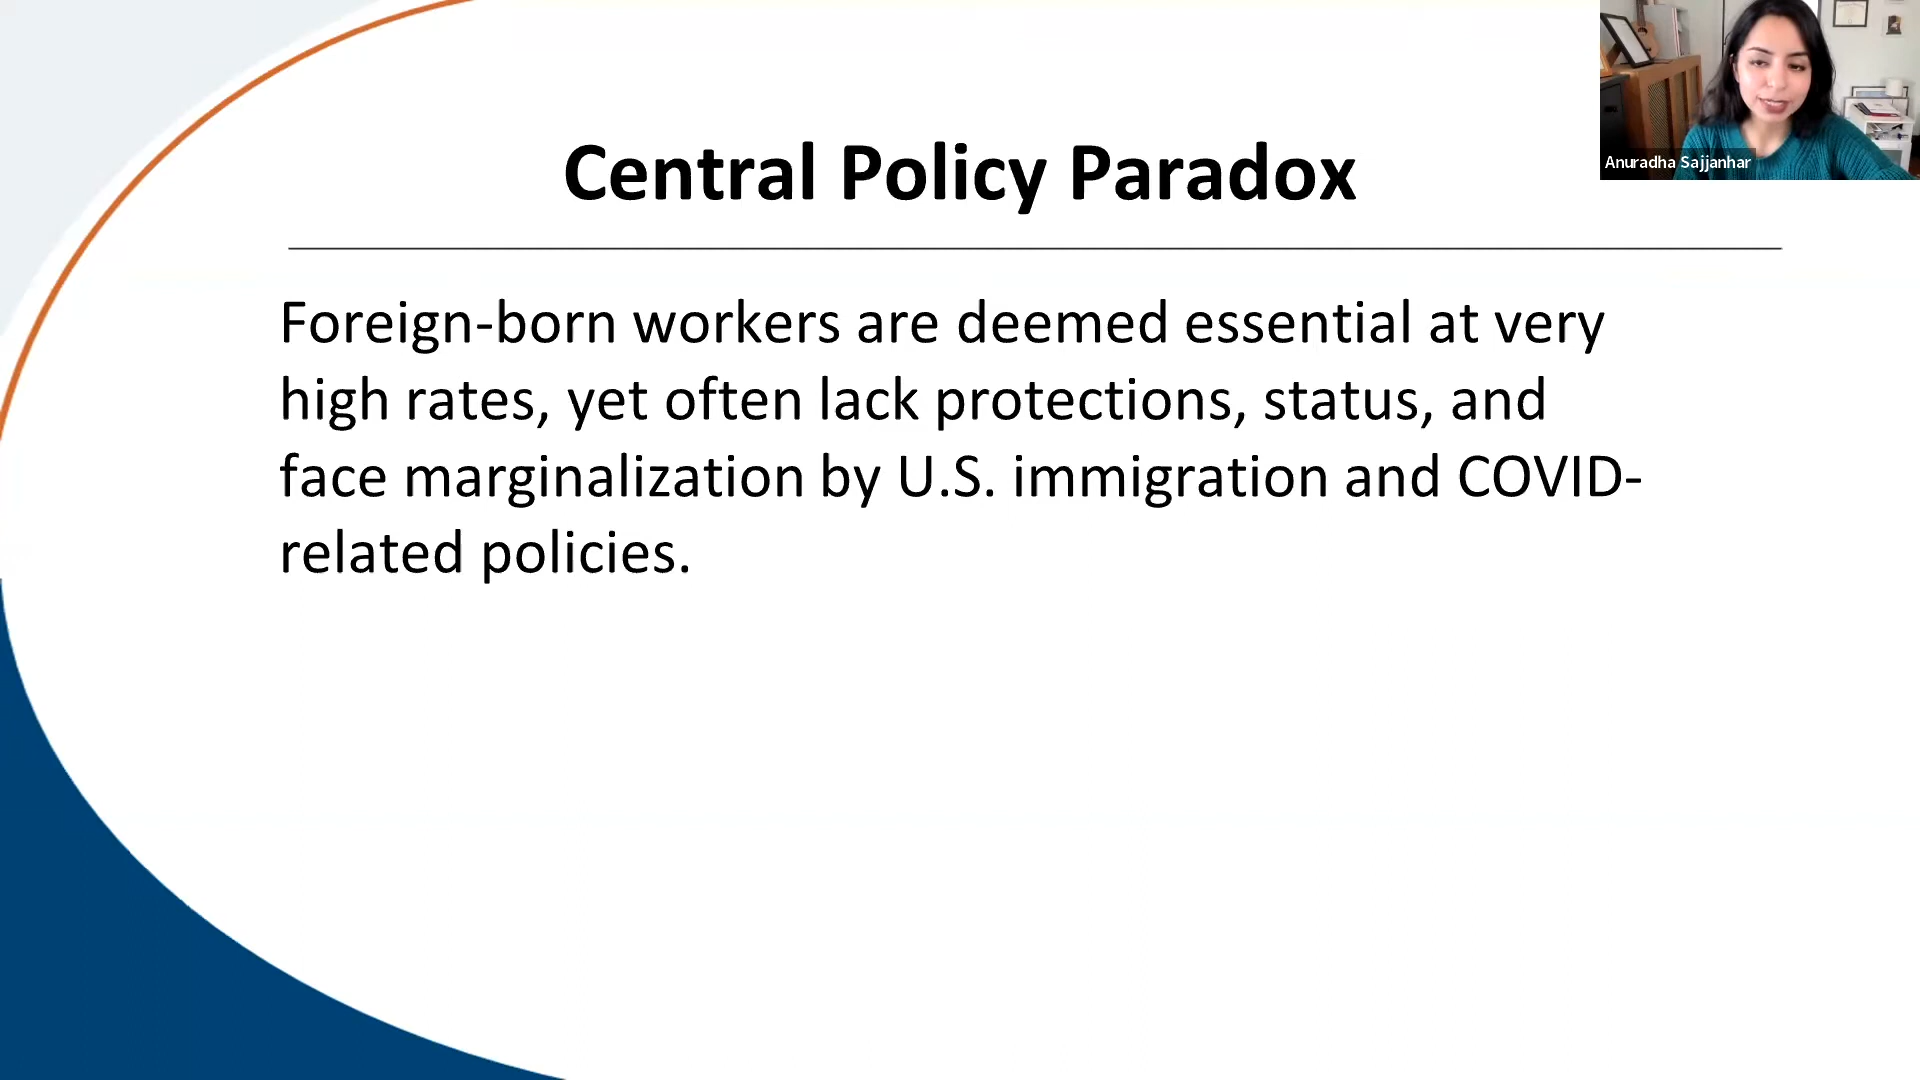 Central Policy Paradox
Anuradha Sajjanhar
Foreign-born workers are deemed essential at very
high rates, yet often lack protections, status, and
face marginalization by U.S. immigration and COVID-
related policies.